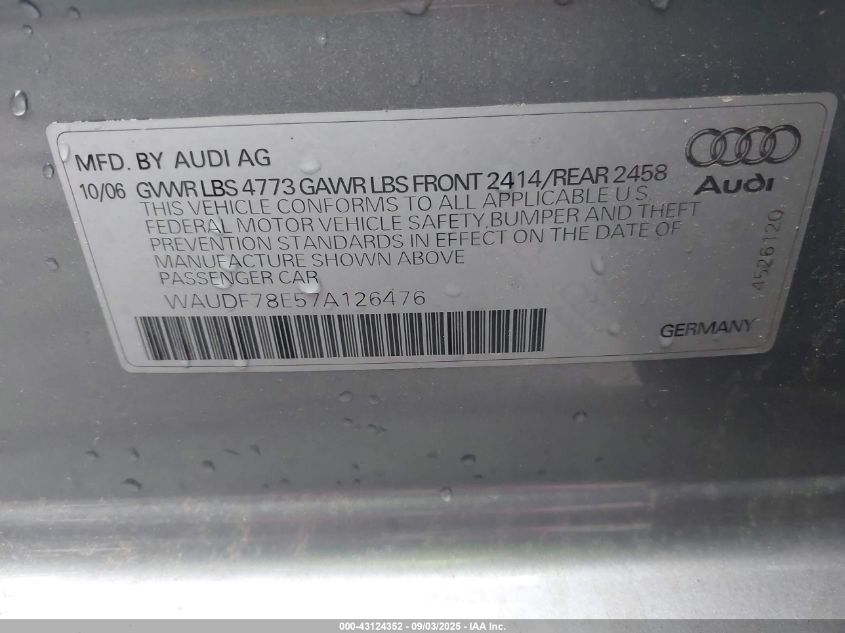 MFD. BY AUDI AG
10/06 GVWR LBS 4773 GAWR LBS FRONT 2414/REAR 2458
THIS VEHICLE CONFORMS TO ALL APPLICABLE U S
FEDERAL MOTOR VEHICLE SAFETY,BUMPER AND THEFT
PREVENTION STANDARDS IN EFFECT ON THE DATE OF
MANUFACTURE SHOWN ABOVE
PASSENGER CAR
WAUDF78E57A126476
Audi
4526120
GERMANY
000-43124352 - 09/03/2025 - IAA Inc.